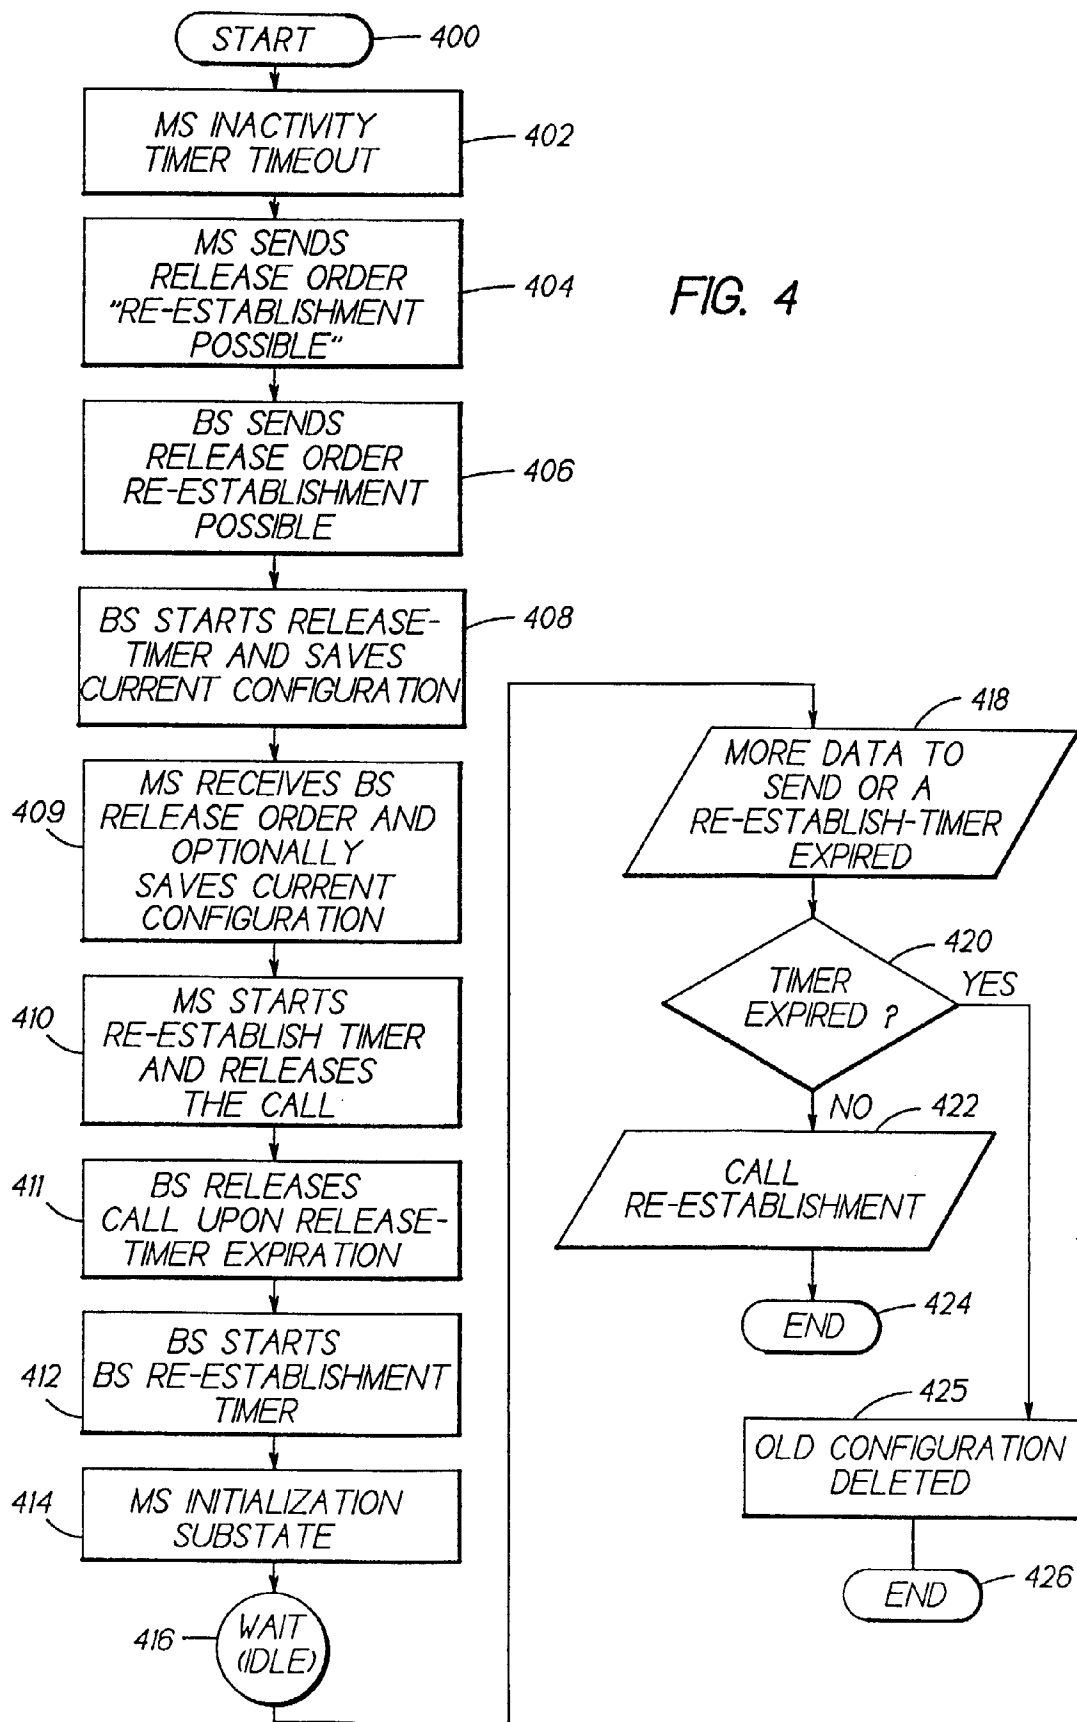 START
400
MS INACTIVITY
TIMER TIMEOUT
402
MS SENDS
RELEASE ORDER
"RE-ESTABLISHMENT
POSSIBLE"
404
FIG. 4
BS SENDS
RELEASE ORDER
RE-ESTABLISHMENT
POSSIBLE
406
BS STARTS RELEASE-
TIMER AND SAVES
CURRENT CONFIGURATION
408
MS RECEIVES BS
RELEASE ORDER AND
OPTIONALLY
SAVES CURRENT
CONFIGURATION
409
MS STARTS
RE-ESTABLISH TIMER
AND RELEASES
THE CALL
410
BS RELEASES
CALL UPON RELEASE-
TIMER EXPIRATION
411
BS STARTS
BS RE-ESTABLISHMENT
TIMER
412
MS INITIALIZATION
SUBSTATE
414
WAIT
(IDLE)
416
418
MORE DATA TO
SEND OR A
RE-ESTABLISH-TIMER
EXPIRED
420
TIMER
EXPIRED ?
YES
NO
422
CALL
RE-ESTABLISHMENT
END
424
425
OLD CONFIGURATION
DELETED
END
426